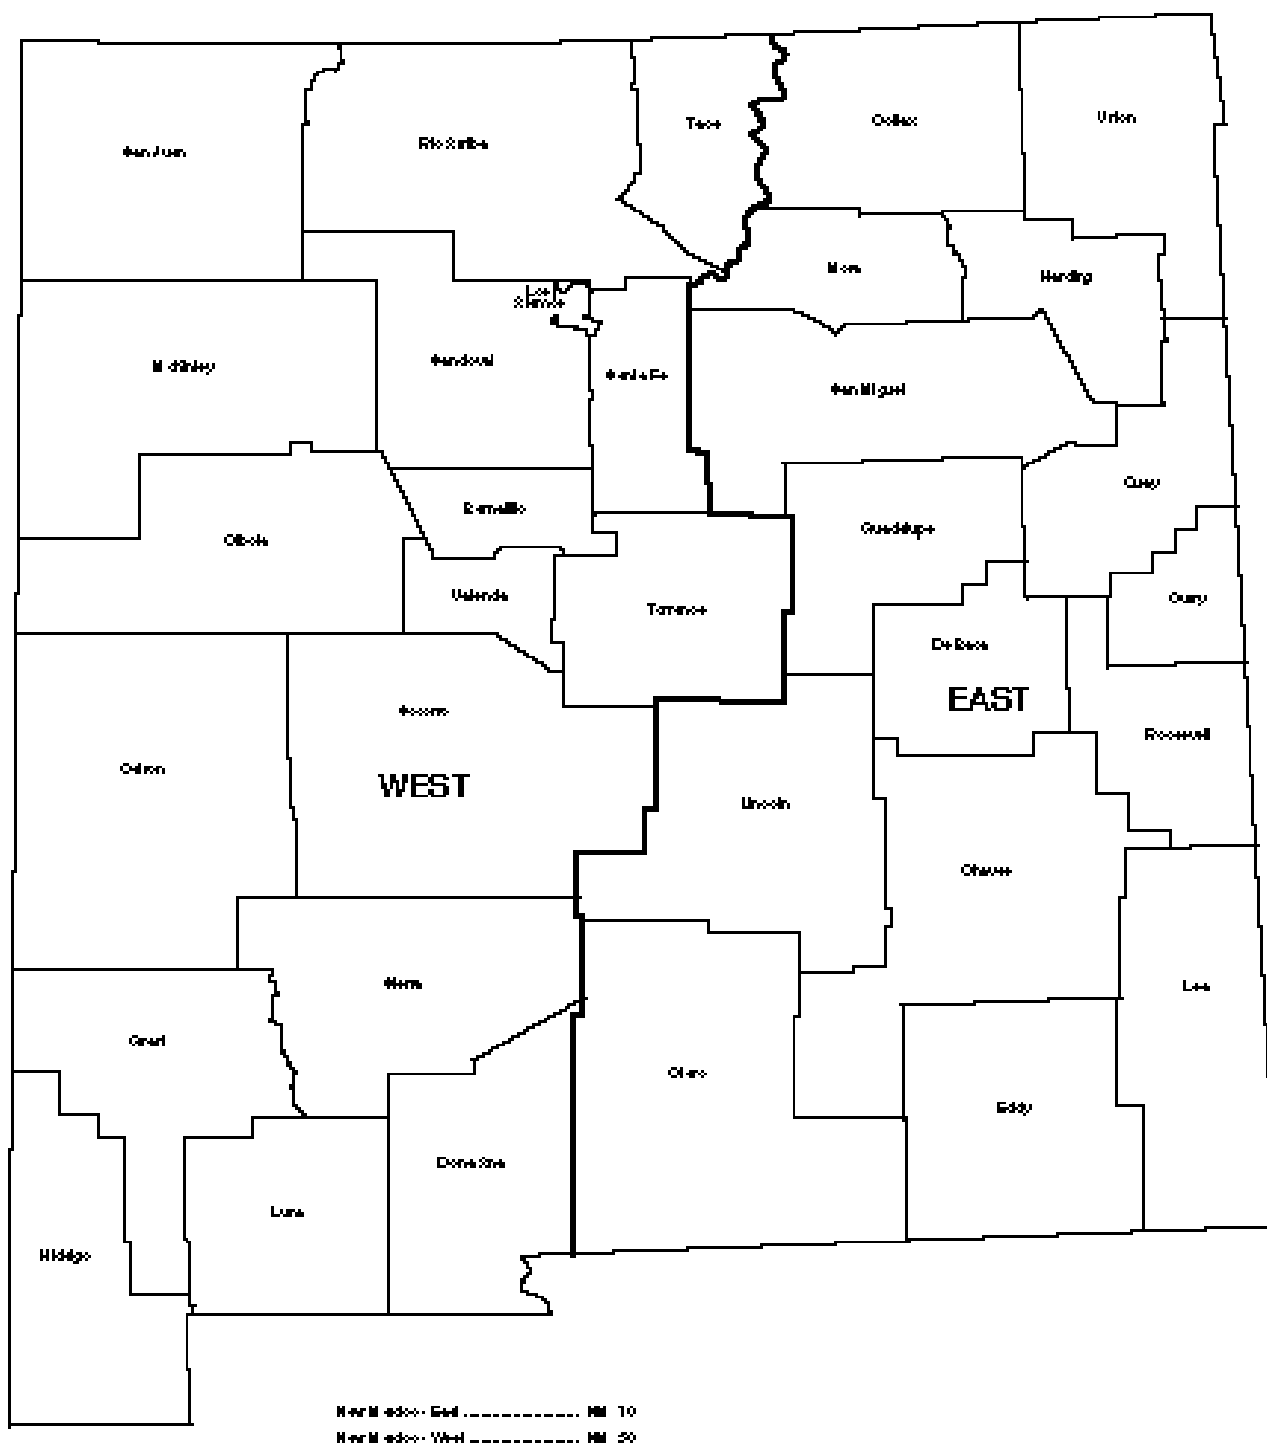 San Juan
Rio Arriba
Taos
Colfax
Union
Mora
Harding
Los
Alamos
McKinley
Sandoval
Santa Fe
San Miguel
Quay
Bernalillo
Guadalupe
Cibola
Valencia
Torrance
Curry
De Baca
EAST
Socorro
Roosevelt
Catron
WEST
Lincoln
Chaves
Sierra
Lea
Grant
Otero
Eddy
Dona Ana
Luna
Hidalgo
New Mexico - East ................... NM 10
New Mexico - West ................... NM 20